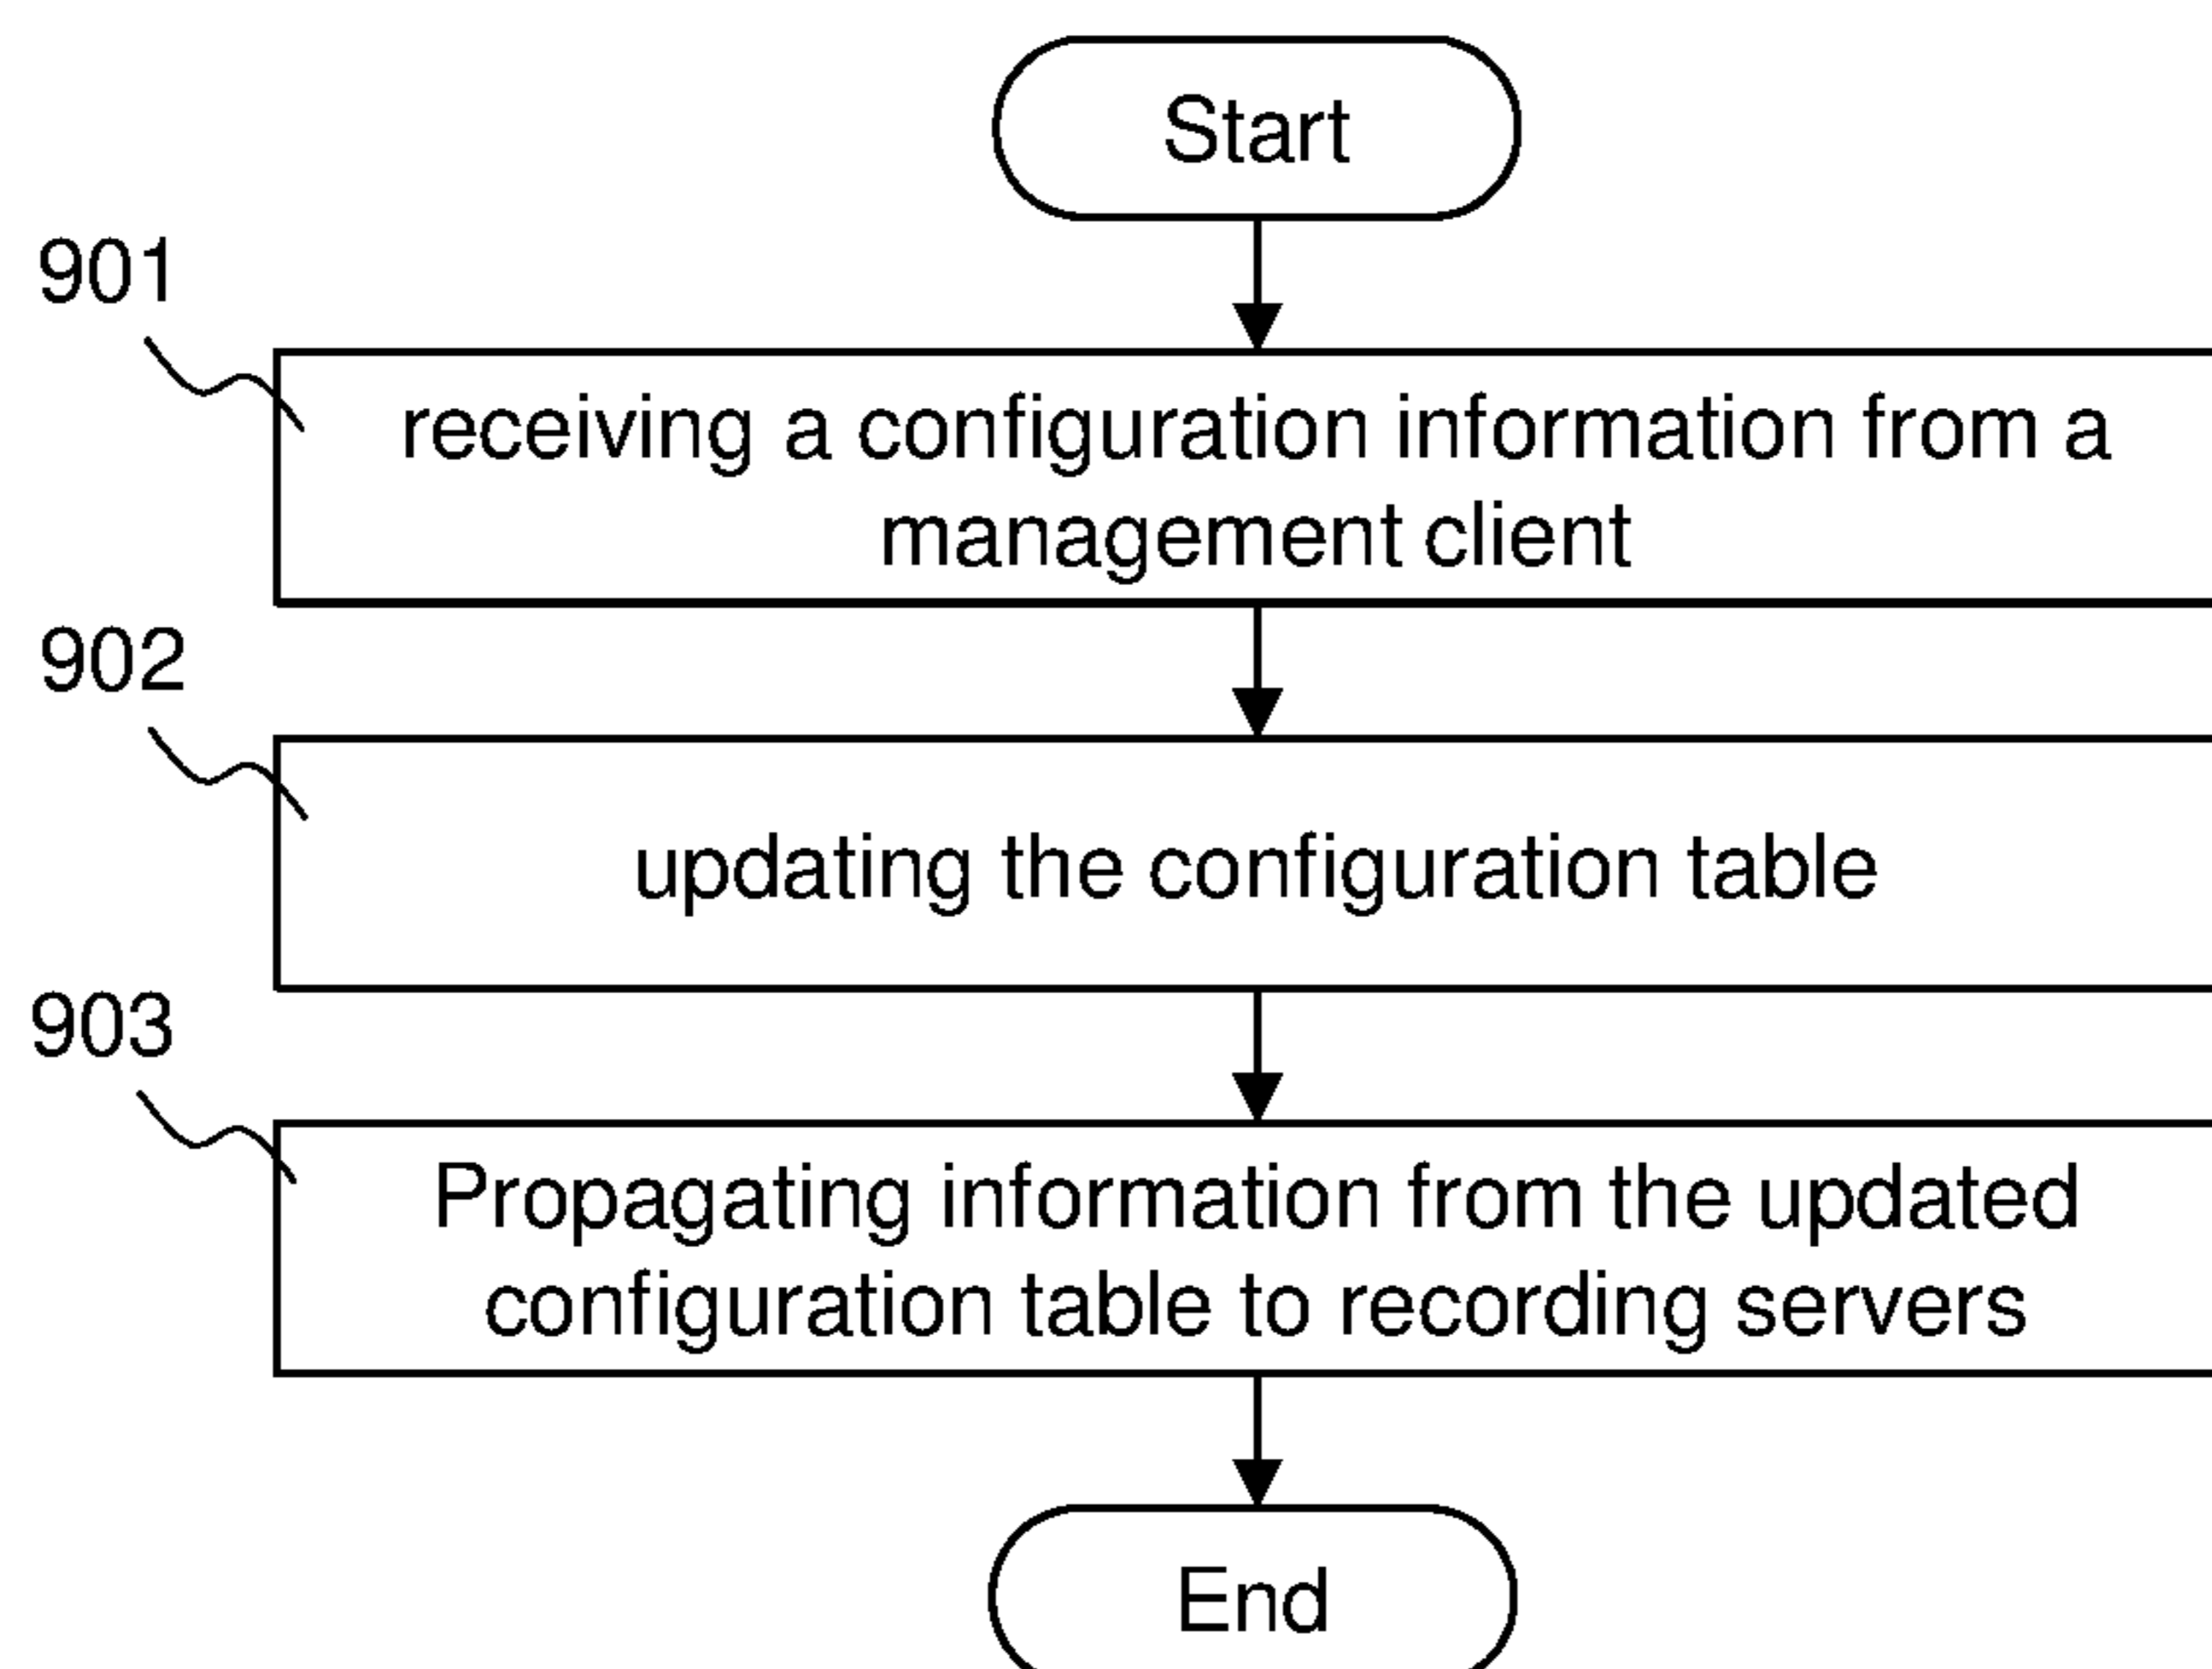 Start
901
receiving a configuration information from a
management client
902
updating the configuration table
903
Propagating information from the updated
configuration table to recording servers
End